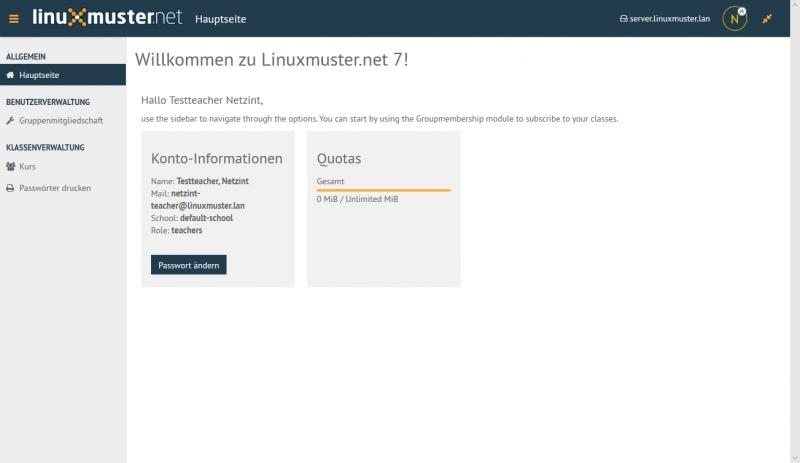 linuxmuster.net Hauptseite server.linuxmuster.lan N
ALLGEMEIN
Hauptseite
BENUTZERVERWALTUNG
Gruppenmitgliedschaft
KLASSENVERWALTUNG
Kurs
Passwörter drucken
Willkommen zu Linuxmuster.net 7!
Hallo Testteacher Netzint,
use the sidebar to navigate through the options. You can start by using the Groupmembership module to subscribe to your classes.
Konto-Informationen
Name: Testteacher, Netzint
Mail: netzint-
teacher@linuxmuster.lan
School: default-school
Role: teachers
Passwort ändern
Quotas
Gesamt
0 MiB / Unlimited MiB